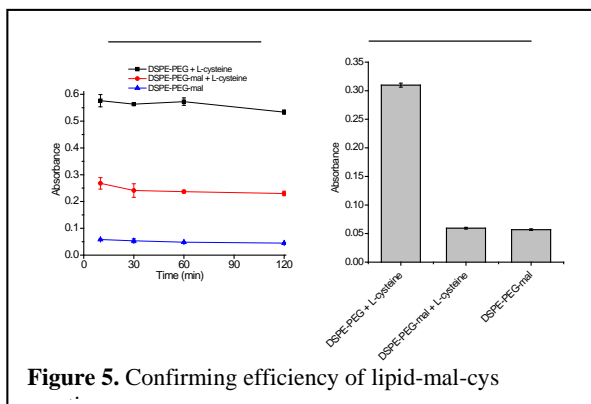 DSPE-PEG + L-cysteine
DSPE-PEG-mal + L-cysteine
DSPE-PEG-mal
0.6
0.5
0.4
0.3
0.2
0.1
0.0
Absorbance
0 30 60 90 120
Time (min)
0.35
0.30
0.25
0.20
0.15
0.10
0.05
0.00
Absorbance
DSPE-PEG + L-cysteine
DSPE-PEG-mal + L-cysteine
DSPE-PEG-mal
Figure 5. Confirming efficiency of lipid-mal-cys